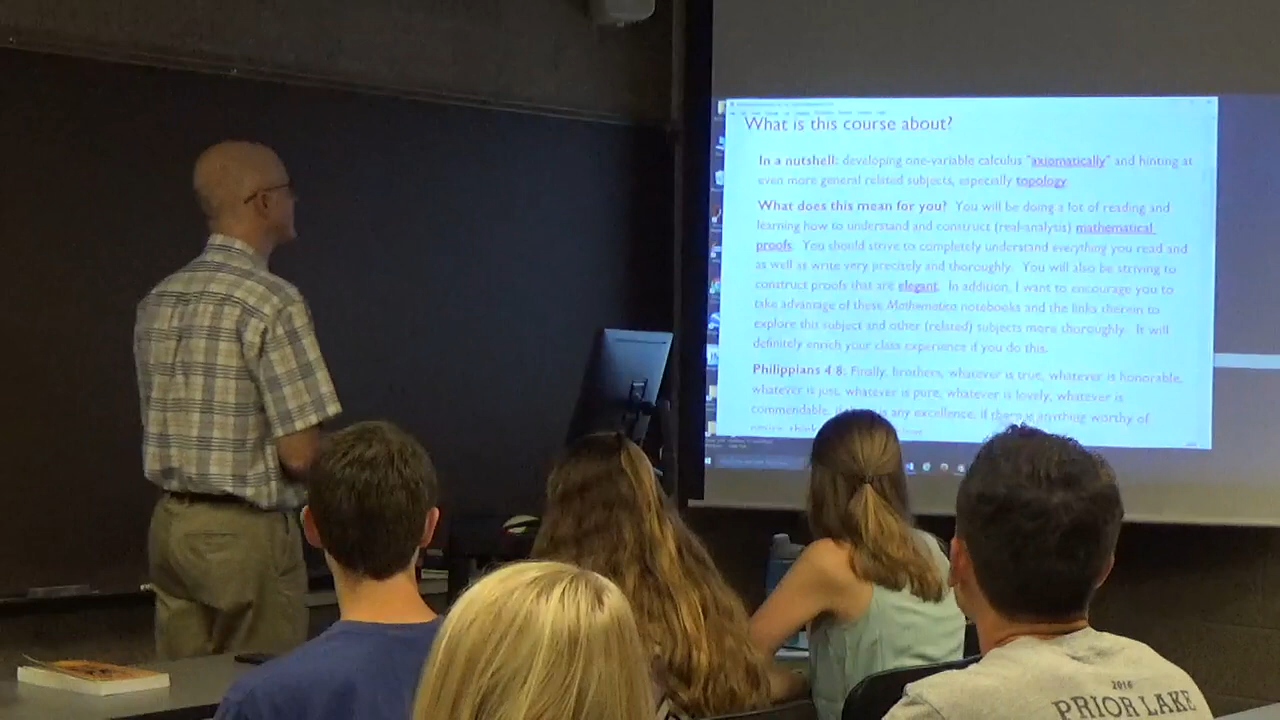 What is this course about?
In a nutshell: developing one-variable calculus "axiomatically" and hinting at
even more general related subjects, especially topology.
What does this mean for you? You will be doing a lot of reading and
learning how to understand and construct (real-analysis) mathematical
proofs. You should strive to completely understand everything you read and
as well as write very precisely and thoroughly. You will also be striving to
construct proofs that are elegant. In addition, I want to encourage you to
take advantage of these Mathematica notebooks and the links therein to
explore this subject and other (related) subjects more thoroughly. It will
definitely enrich your class experience if you do this.
Philippians 4:8: Finally, brothers, whatever is true, whatever is honorable,
whatever is just, whatever is pure, whatever is lovely, whatever is
commendable, is any excellence, if there is anything worthy of
2016
PRIOR LAKE